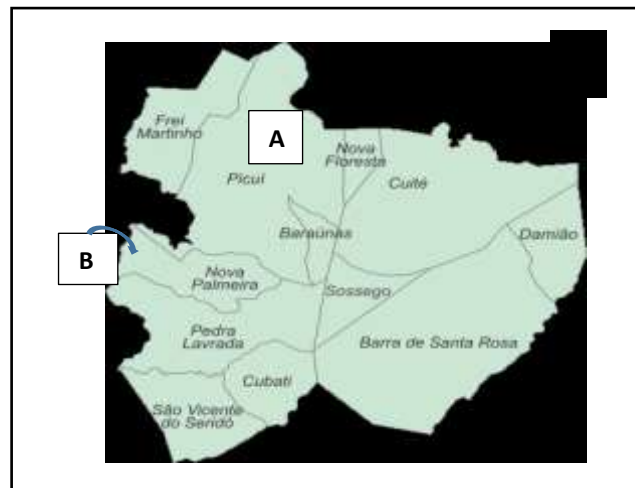 Frei
Martinho
A
Picuí
Nova
Floresta
Cuité
Baraúnas
Damião
B
Nova
Palmeira
Sossego
Pedra
Lavrada
Barra de Santa Rosa
Cubati
São Vicente
do Seridó